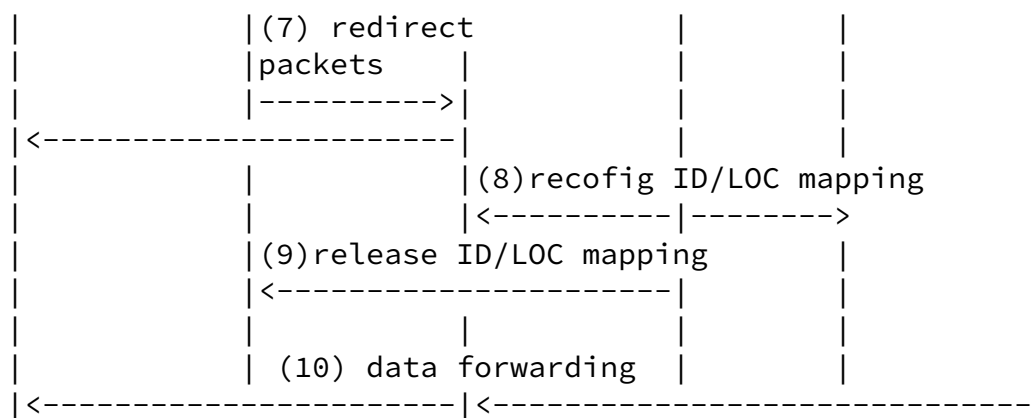 (7) redirect
packets
(8)recofig ID/LOC mapping
(9)release ID/LOC mapping
(10) data forwarding